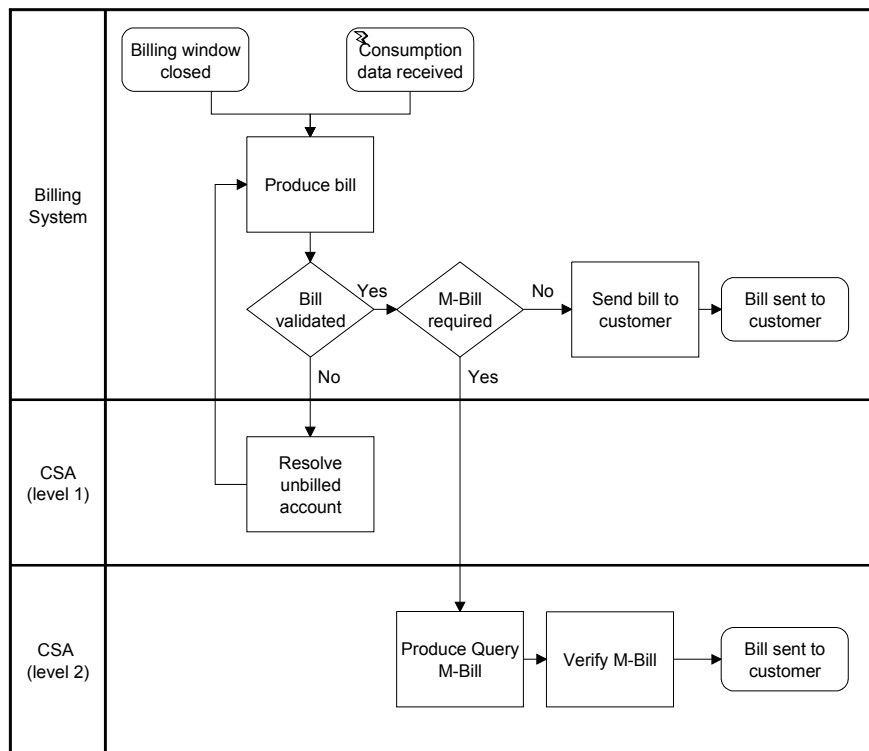 Billing window
closed
Consumption
data received
Billing
System
Produce bill
Bill
validated
Yes
M-Bill
required
No
Send bill to
customer
Bill sent to
customer
No
Yes
CSA
(level 1)
Resolve
unbilled
account
CSA
(level 2)
Produce Query
M-Bill
Verify M-Bill
Bill sent to
customer